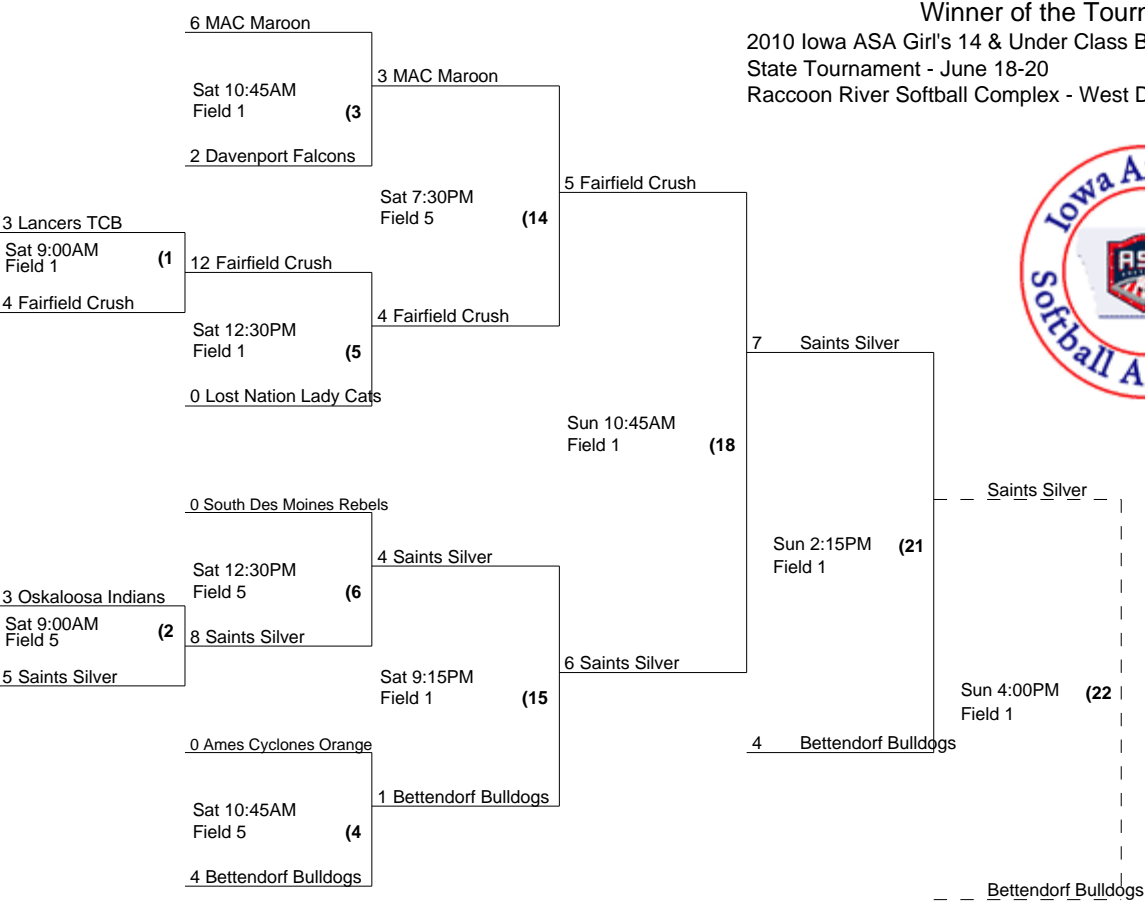 Winner of the Tourn
2010 Iowa ASA Girl's 14 & Under Class B
State Tournament - June 18-20
Raccoon River Softball Complex - West D
6 MAC Maroon
Sat 10:45AM
Field 1 (3
2 Davenport Falcons
3 MAC Maroon
Sat 7:30PM
Field 5 (14
5 Fairfield Crush
3 Lancers TCB
Sat 9:00AM
Field 1 (1
4 Fairfield Crush
12 Fairfield Crush
Sat 12:30PM
Field 1 (5
0 Lost Nation Lady Cats
4 Fairfield Crush
7 Saints Silver
Sun 10:45AM
Field 1 (18
0 South Des Moines Rebels
Sat 12:30PM
Field 5 (6
8 Saints Silver
4 Saints Silver
3 Oskaloosa Indians
Sat 9:00AM
Field 5 (2
5 Saints Silver
Sat 9:15PM
Field 1 (15
6 Saints Silver
0 Ames Cyclones Orange
Sat 10:45AM
Field 5 (4
4 Bettendorf Bulldogs
1 Bettendorf Bulldogs
Sun 2:15PM (21
Field 1
4 Bettendorf Bulldogs
Saints Silver
Sun 4:00PM (22
Field 1
Bettendorf Bulldogs
Iowa A
Softball A
AS